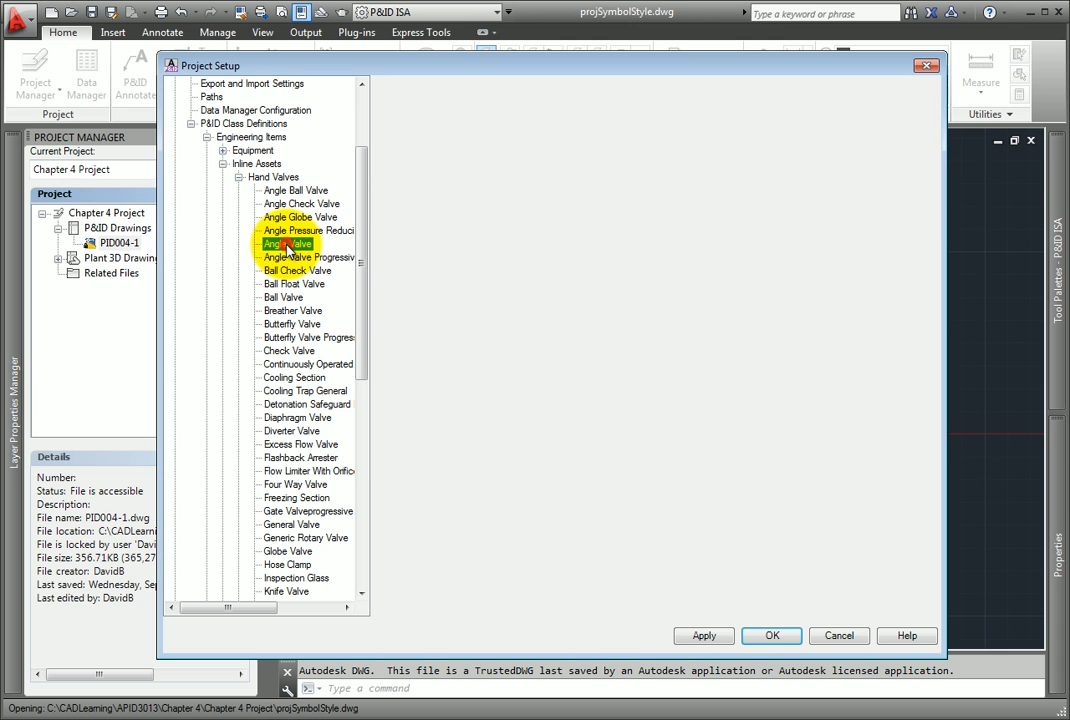 P&ID ISA
projSymbolStyle.dwg
Type a keyword or phrase
Home
Insert
Annotate
Manage
View
Output
Plug-ins
Express Tools
Project
Manager
Data
Manager
P&ID
Annotate
Measure
Project
Utilities
Project Setup
Export and Import Settings
Paths
Data Manager Configuration
P&ID Class Definitions
Engineering Items
Equipment
Inline Assets
Hand Valves
Angle Ball Valve
Angle Check Valve
Angle Globe Valve
Angle Pressure Reduci
Angle Valve
Angle Valve Progressiv
Ball Check Valve
Ball Float Valve
Ball Valve
Breather Valve
Butterfly Valve
Butterfly Valve Progres
Check Valve
Continuously Operated
Cooling Section
Cooling Trap General
Detonation Safeguard
Diaphragm Valve
Diverter Valve
Excess Flow Valve
Flashback Arrester
Flow Limiter With Orific
Four Way Valve
Freezing Section
Gate Valveprogressive
General Valve
Generic Rotary Valve
Globe Valve
Hose Clamp
Inspection Glass
Knife Valve
Apply
OK
Cancel
Help
PROJECT MANAGER
Current Project:
Chapter 4 Project
Project
Chapter 4 Project
P&ID Drawings
PID004-1
Plant 3D Drawin
Related Files
Details
Number:
Status: File is accessible
Description:
File name: PID004-1.dwg
File location: C:\CADLearni
File is locked by user 'Davi
File size: 356.71KB (365,27
File creator: DavidB
Last saved: Wednesday, Sep
Last edited by: DavidB
Layer Properties Manager
Tool Palettes - P&ID ISA
Properties
Autodesk DWG.  This file is a TrustedDWG last saved by an Autodesk application or Autodesk licensed application.
Type a command
Opening: C:\CADLearning\APID3013\Chapter 4\Chapter 4 Project\projSymbolStyle.dwg